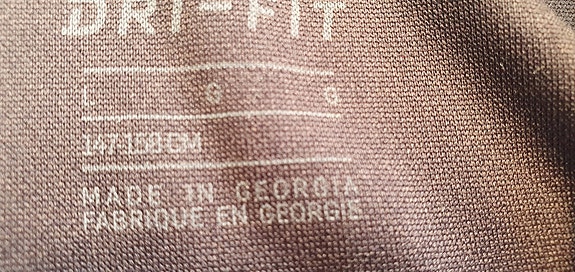 DRI-FIT
L G G
147-158CM
MADE IN GEORGIA
FABRIQUE EN GEORGIE